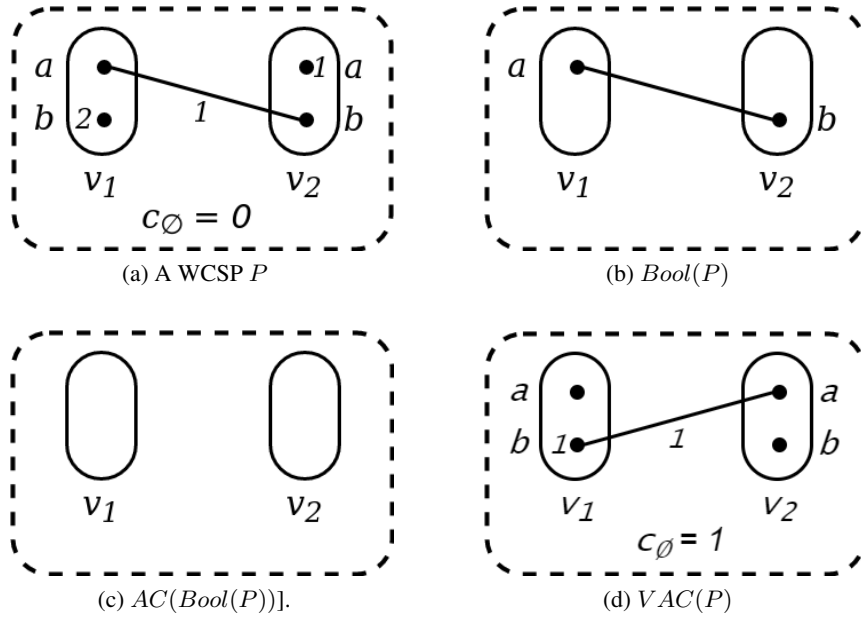 a 1 a a
b 2 1 b b
v1 v2 v1 v2
c∅ = 0
(a) A WCSP P (b) Bool(P)
a a
b 1 1 b
v1 v2 v1 v2
c∅ = 1
(c) AC(Bool(P))]. (d) V AC(P)